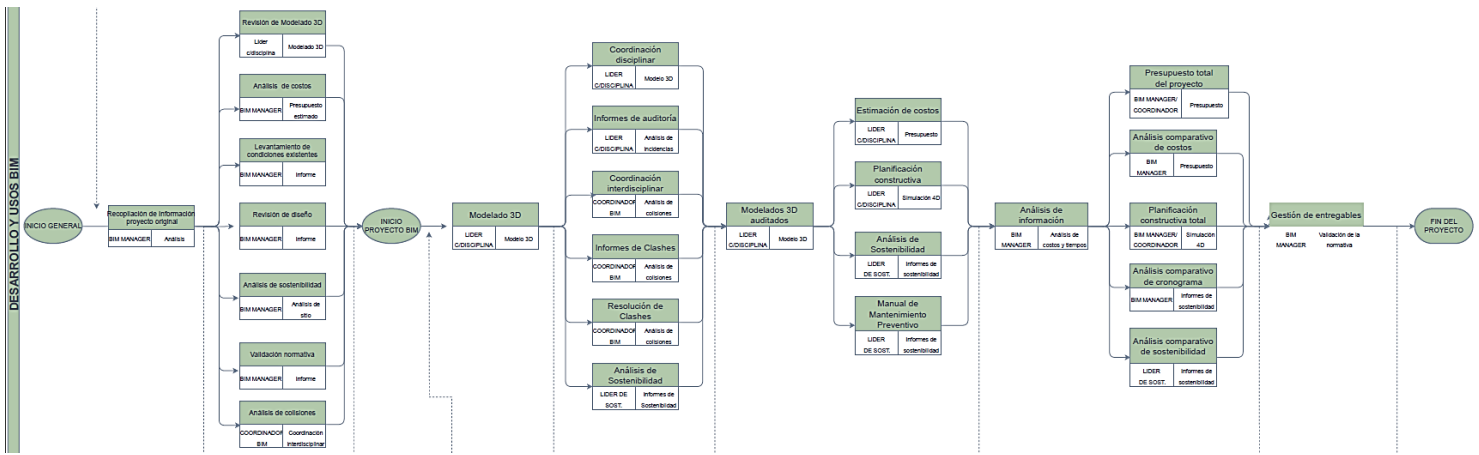 DESARROLLO Y USOS BIM
INICIO GENERAL
Recopilación de información
proyecto original
BIM MANAGER
Análisis
Revisión de Modelado 3D
Lider
c/disciplina
Modelado 3D
Análisis de costos
BIM MANAGER
Presupuesto
estimado
Levantamiento de
condiciones existentes
BIM MANAGER
Informe
Revisión de diseño
BIM MANAGER
Informe
Análisis de sostenibilidad
BIM MANAGER
Análisis de
sitio
Validación normativa
BIM MANAGER
Informe
Análisis de colisiones
COORDINADOR
BIM
Coordinación
Interdisciplinar
INICIO
PROYECTO BIM
Modelado 3D
LIDER
C/DISCIPLINA
Modelo 3D
Coordinación
disciplinar
LIDER
C/DISCIPLINA
Modelo 3D
Informes de auditoría
LIDER
C/DISCIPLINA
Análisis de
Incidencias
Coordinación
interdisciplinar
COORDINADOR
BIM
Análisis de
colisiones
Informes de Clashes
COORDINADOR
BIM
Análisis de
colisiones
Resolución de
Clashes
COORDINADOR
BIM
Análisis de
colisiones
Análisis de
Sostenibilidad
LIDER DE
SOST.
Informes de
Sostenibilidad
Modelados 3D
auditados
LIDER
C/DISCIPLINA
Modelo 3D
Estimación de costos
LIDER
C/DISCIPLINA
Presupuesto
Planificación
constructiva
LIDER
C/DISCIPLINA
Simulación 4D
Análisis de
Sostenibilidad
LIDER
DE SOST.
Informes de
sostenibilidad
Manual de
Mantenimiento
Preventivo
LIDER
DE SOST.
Informes de
sostenibilidad
Análisis de
información
BIM
MANAGER
Análisis de
costos y tiempos
Presupuesto total
del proyecto
BIM MANAGER/
COORDINADOR
Presupuesto
Análisis comparativo
de costos
BIM
MANAGER
Presupuesto
Planificación
constructiva total
BIM MANAGER/
COORDINADOR
Simulación
4D
Análisis comparativo
de cronograma
BIM MANAGER
Informes de
sostenibilidad
Análisis comparativo
de sostenibilidad
LIDER
DE SOST.
Informes de
sostenibilidad
Gestión de entregables
BIM
MANAGER
Validación de la
normativa
FIN DEL
PROYECTO